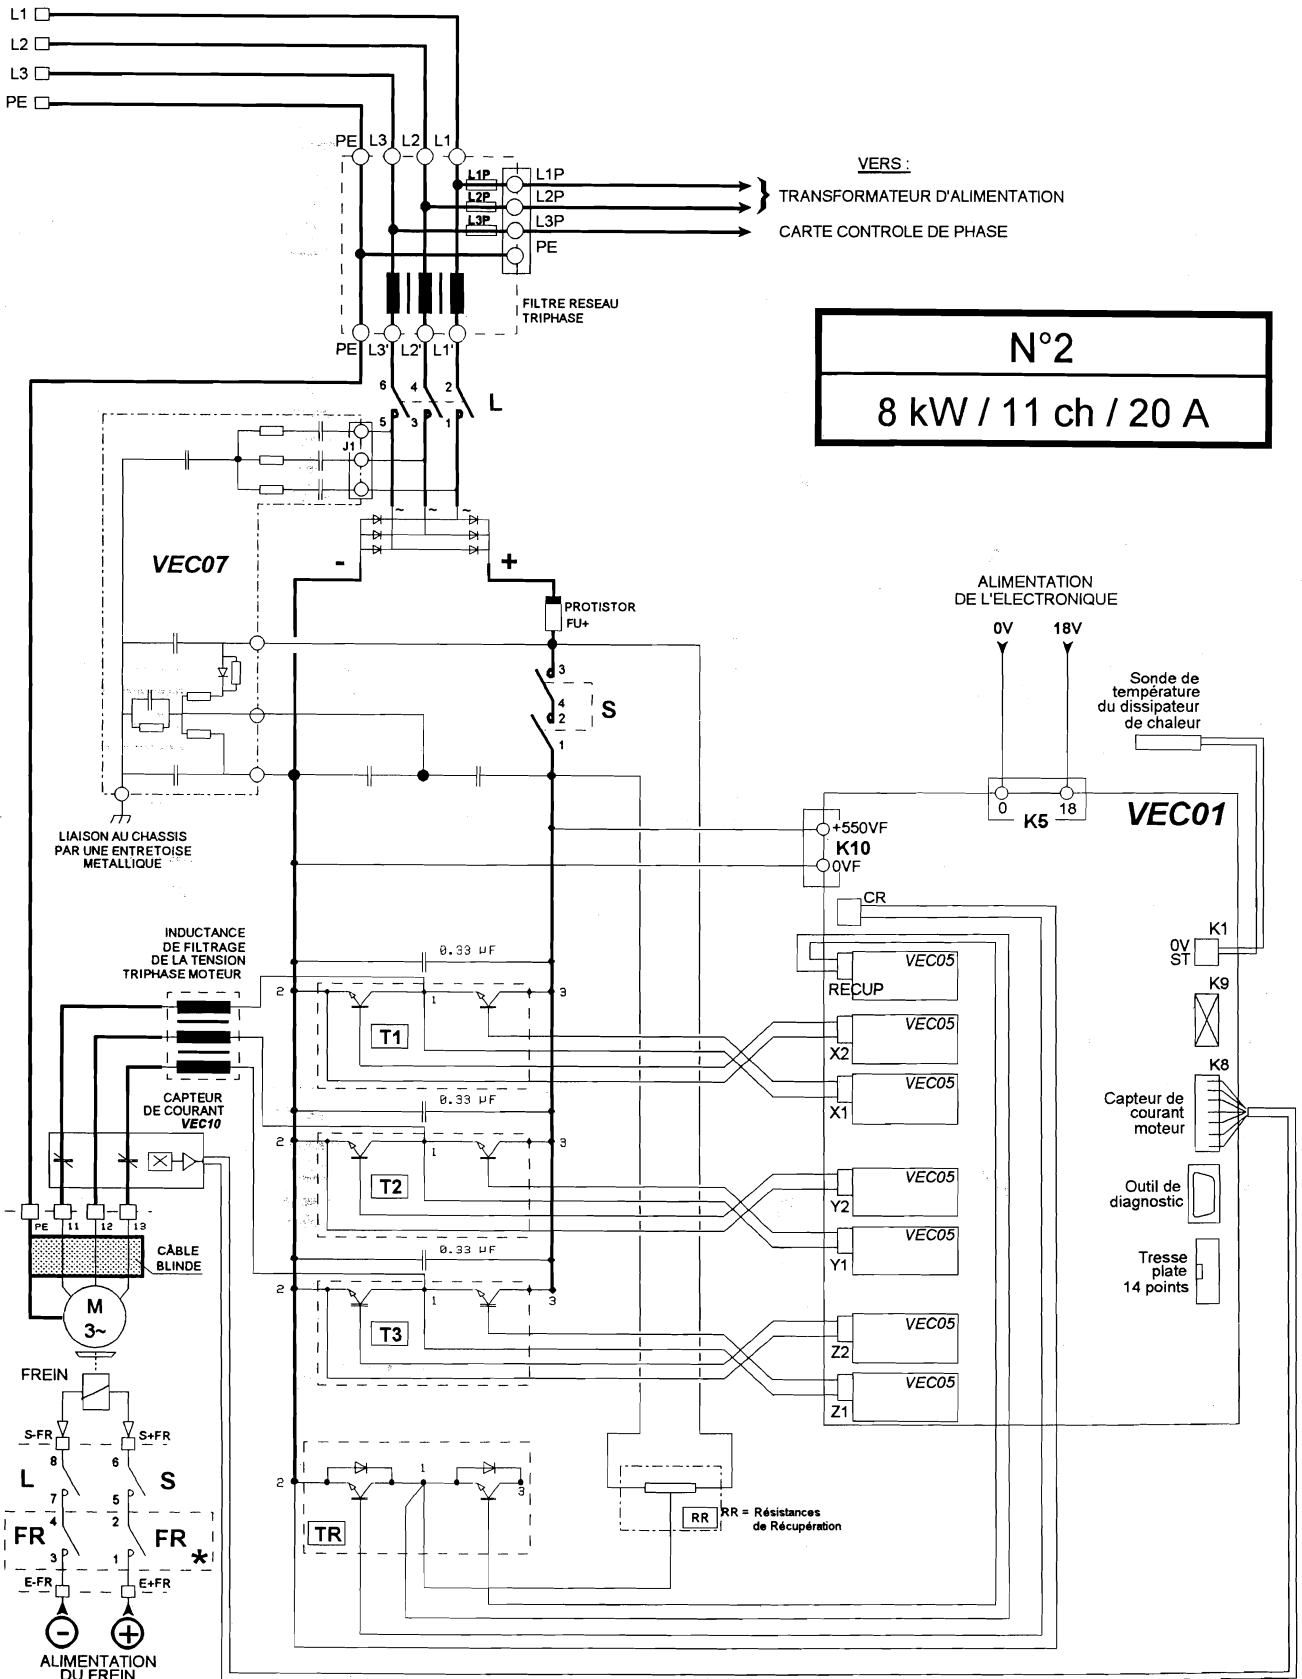 L1
L2
L3
PE
PE L3 L2 L1
L1P L1P
L2P L2P
L3P L3P
PE
VERS :
TRANSFORMATEUR D'ALIMENTATION
CARTE CONTROLE DE PHASE
FILTRE RESEAU
TRIPHASE
PE L3' L2' L1'
N°2
8 kW / 11 ch / 20 A
6 4 2
L
5 3 1
J1
~ ~ ~
VEC07
- +
PROTISTOR
FU+
3
4
2
1
S
ALIMENTATION
DE L'ELECTRONIQUE
0V 18V
Sonde de
température
du dissipateur
de chaleur
0 18
K5
VEC01
LIAISON AU CHASSIS
PAR UNE ENTRETOISE
METALLIQUE
+550VF
K10
0VF
CR
INDUCTANCE
DE FILTRAGE
DE LA TENSION
TRIPHASE MOTEUR
0.33 µF
2 1 3
T1
VEC05
RECUP
VEC05
X2
VEC05
X1
K1
0V
ST
K9
K8
Capteur de
courant
moteur
CAPTEUR
DE COURANT
VEC10
0.33 µF
2 1 3
T2
VEC05
Y2
VEC05
Y1
Outil de
diagnostic
Tresse
plate
14 points
PE 11 12 13
CÂBLE
BLINDE
0.33 µF
2 1 3
T3
VEC05
Z2
VEC05
Z1
M
3~
FREIN
S-FR S+FR
8 6
L S
7 5
4 2
FR FR *
3 1
E-FR E+FR
- +
ALIMENTATION
DU FREIN
2 1 3
TR
RR
RR = Résistances
de Récupération